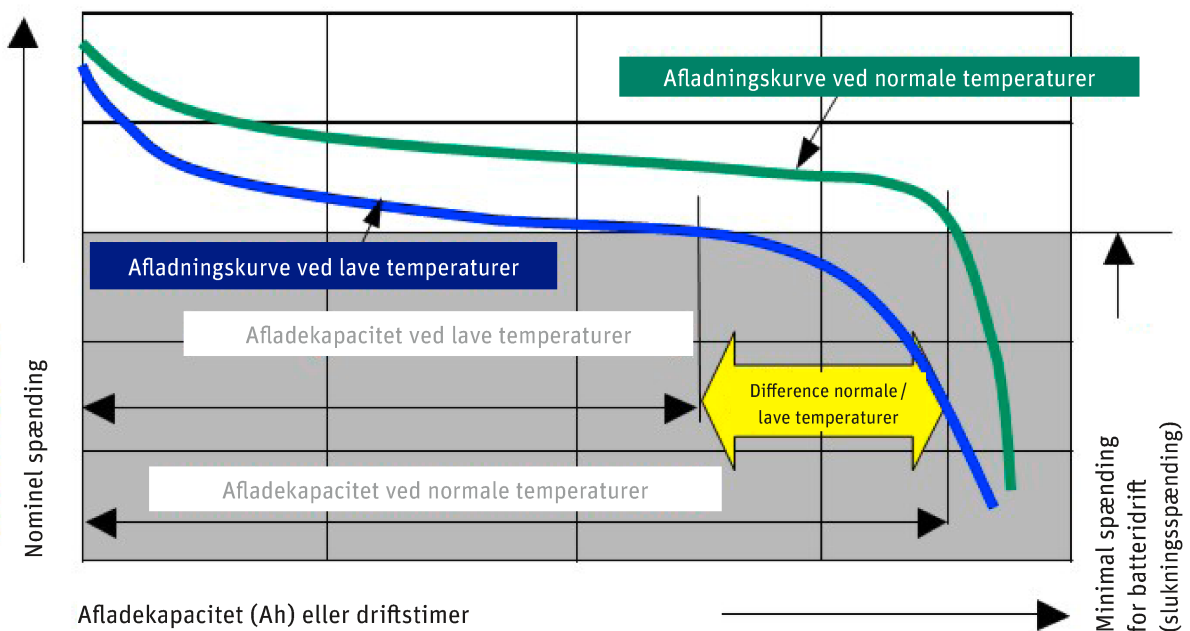 Afladningskurve ved normale temperaturer
Afladningskurve ved lave temperaturer
Afladekapacitet ved lave temperaturer
Difference normale/
lave temperaturer
Afladekapacitet ved normale temperaturer
Nominel spænding
Minimal spænding
for batteridrift
(slukningsspænding)
Afladekapacitet (Ah) eller driftstimer